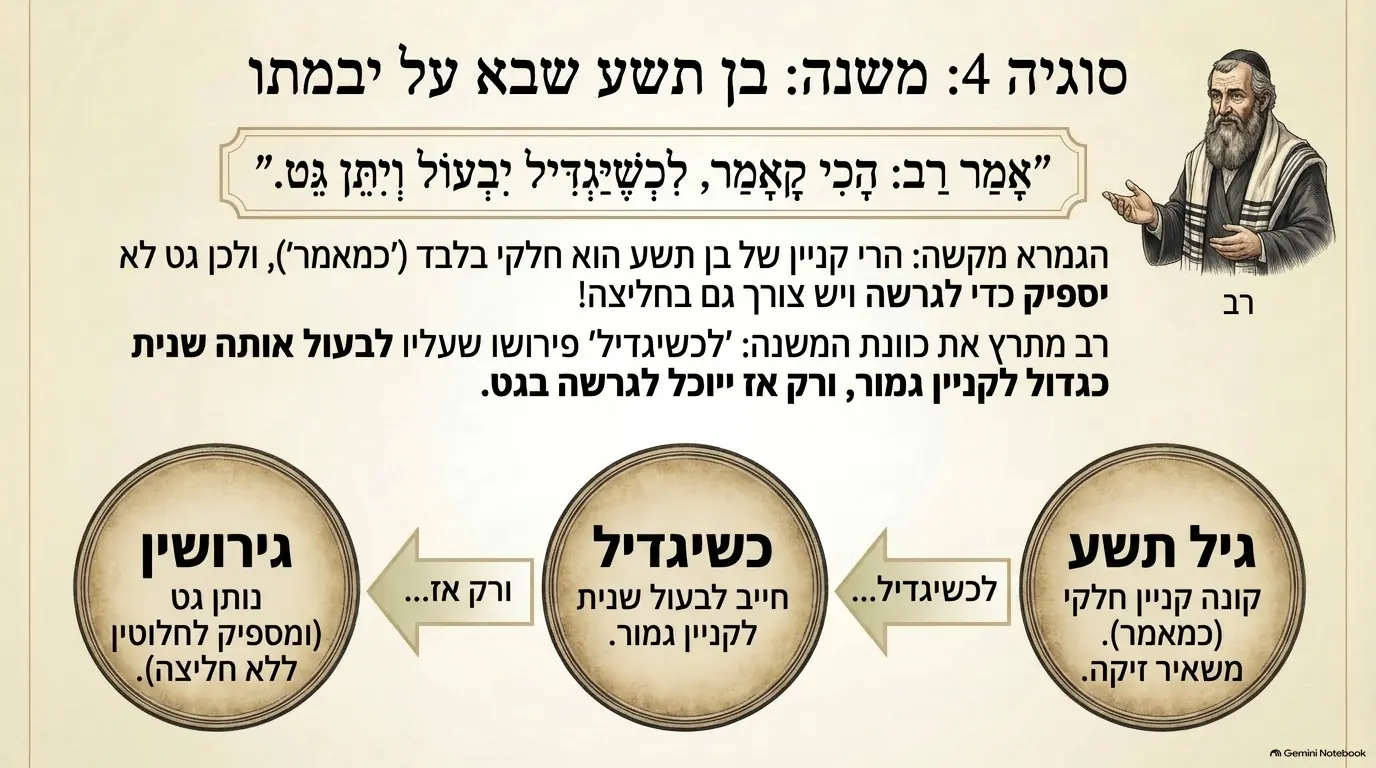 סוגיה 4: משנה: בן תשע שבא על יבמתו
"אָמַר רַב: הָכִי קָאָמַר, לִכְשֶׁיַּגְדִּיל יִבְעוֹל וְיִתֵּן גֵּט."
הגמרא מקשה: הרי קניין של בן תשע הוא חלקי בלבד ('כמאמר'), ולכן גט לא
יספיק כדי לגרשה ויש צורך גם בחליצה!
רב מתרץ את כוונת המשנה: 'לכשיגדיל' פירושו שעליו לבעול אותה שנית
כגדול לקניין גמור, ורק אז ייוכל לגרשה בגט.
רב
גיל תשע
קונה קניין חלקי
(כמאמר).
משאיר זיקה.
לכשיגדיל...
כשיגדיל
חייב לבעול שנית
לקניין גמור.
ורק אז...
גירושין
נותן גט
(ומספיק לחלוטין
ללא חליצה).
Gemini Notebook